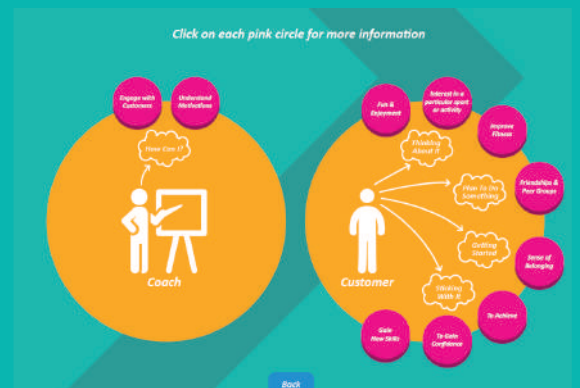 Click on each pink circle for more information
Engage with
Customers
Understand
Motivations
How Can I?
Coach
Fun &
Enjoyment
Interest in a
particular sport
or activity
Improve
Fitness
Friendships &
Peer Groups
Sense of
Belonging
To Achieve
To Gain
Confidence
Gain
New Skills
Thinking
About It
Plan To Do
Something
Getting
Started
Sticking
With It
Customer
Back